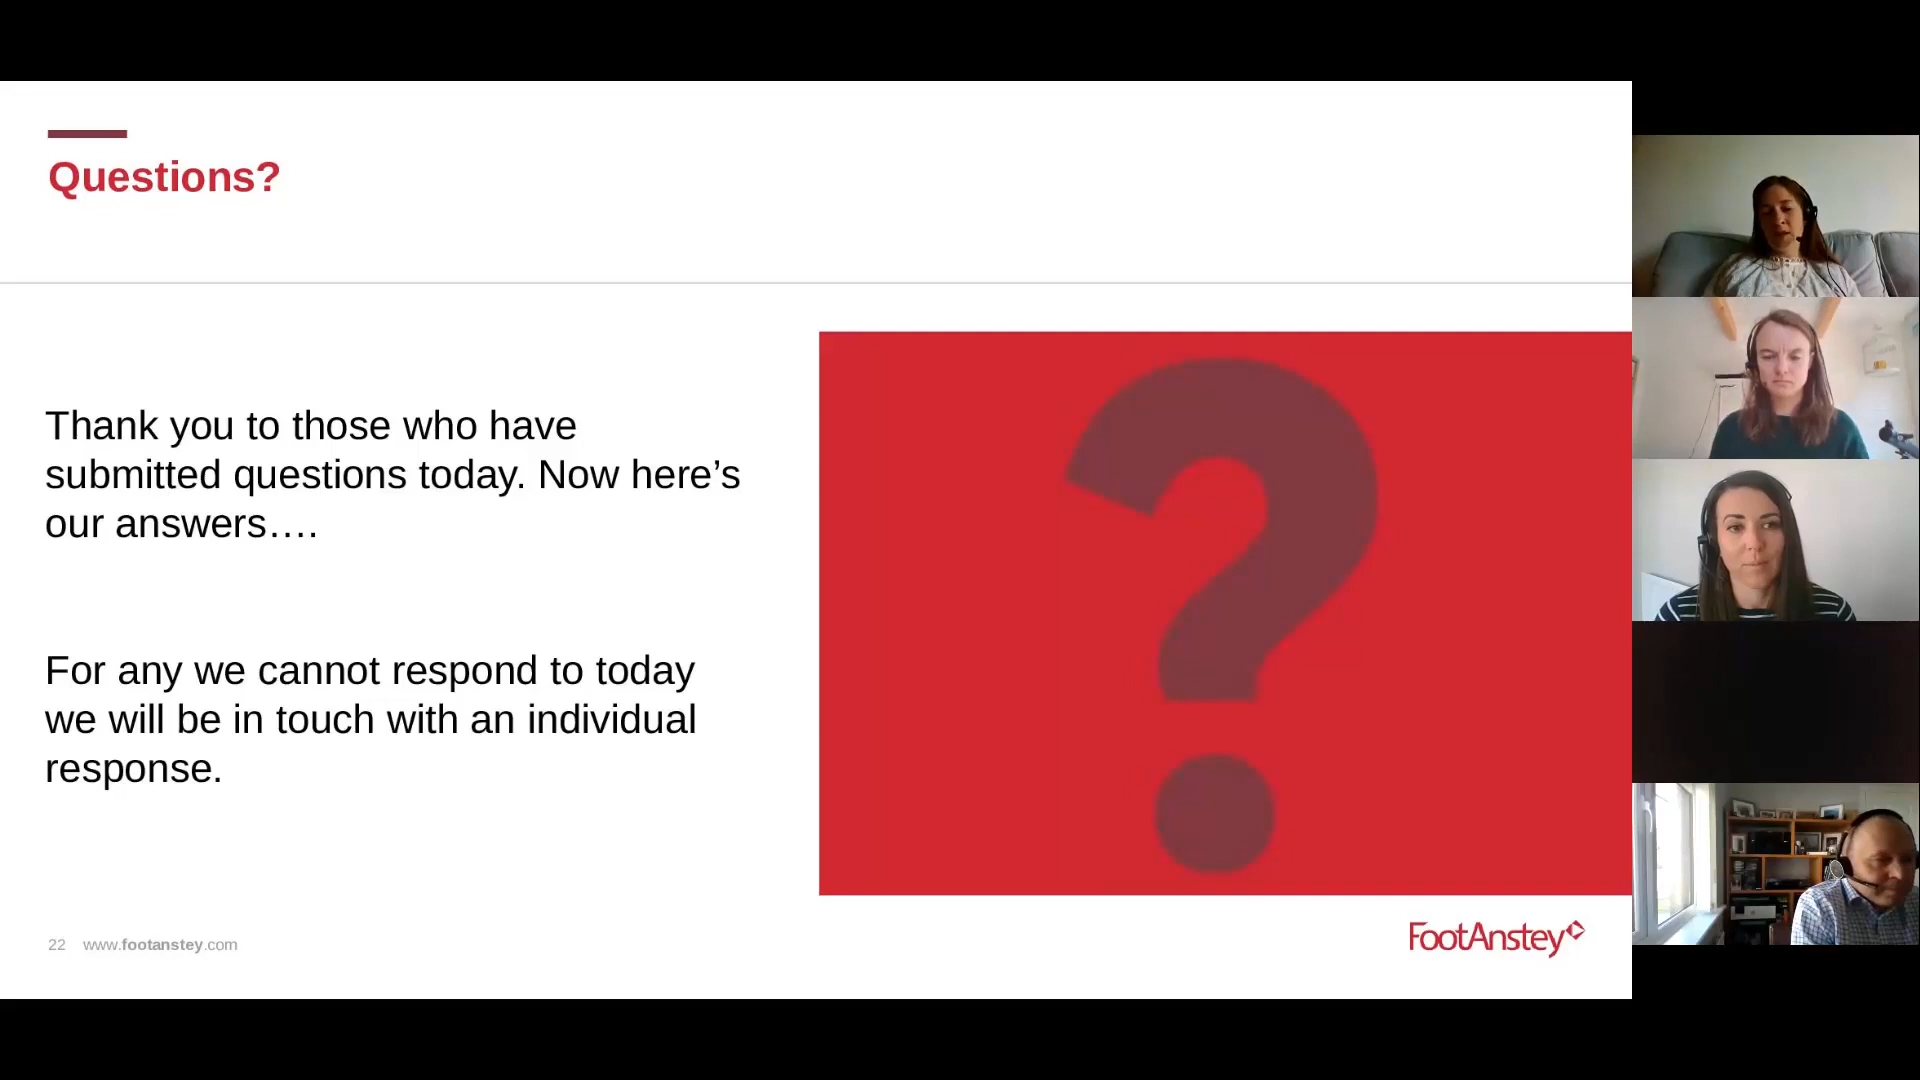 Questions?
Thank you to those who have
submitted questions today. Now here’s
our answers….
For any we cannot respond to today
we will be in touch with an individual
response.
?
22 www.footanstey.com
FootAnstey